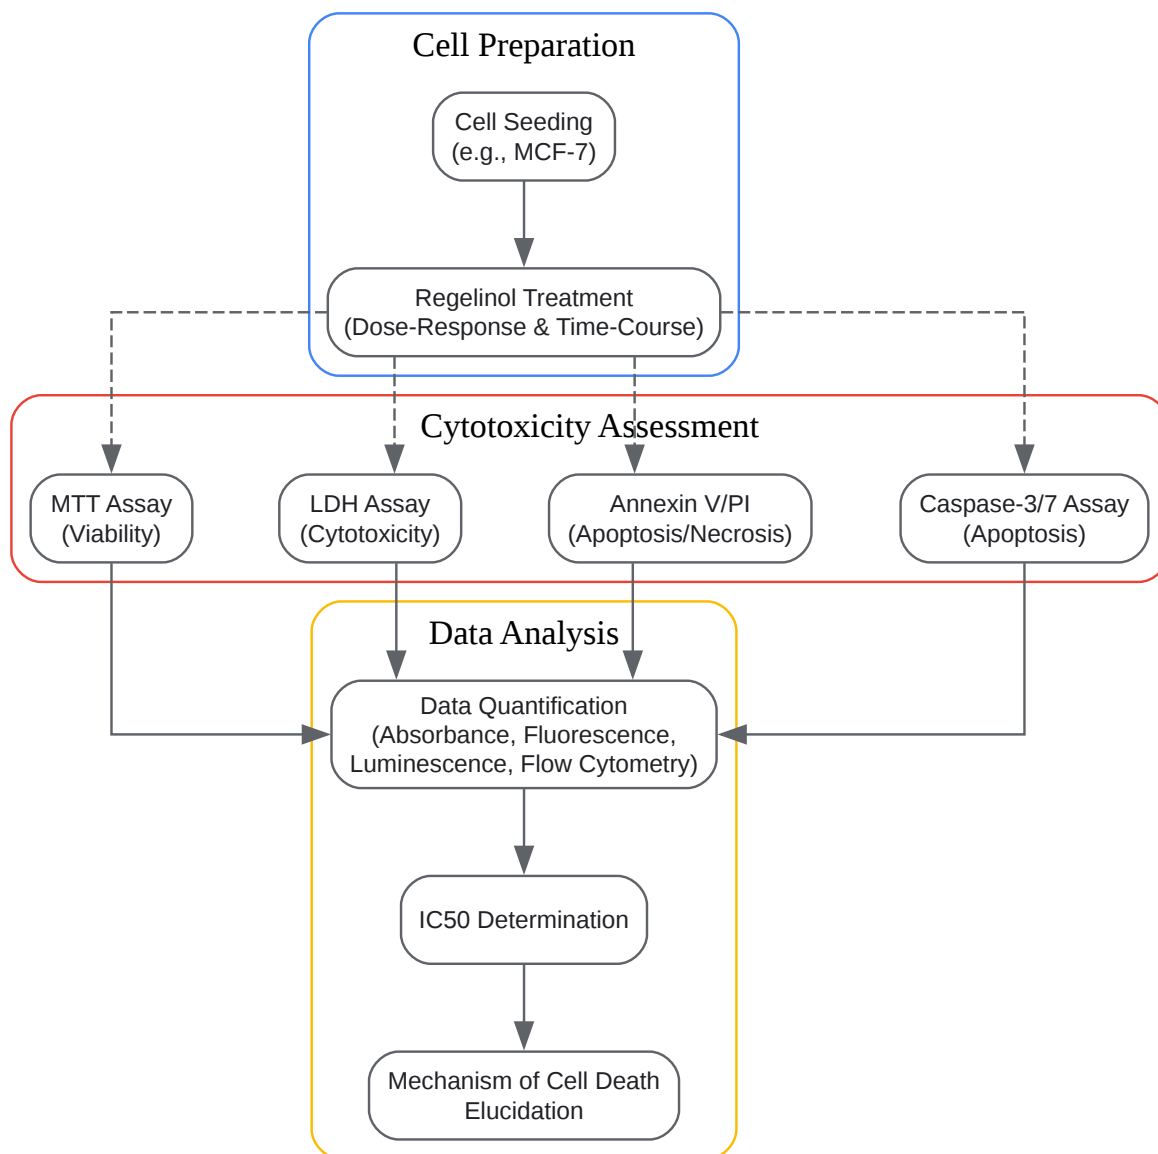 Cell Preparation
Cell Seeding
(e.g., MCF-7)
Regelinol Treatment
(Dose-Response & Time-Course)
Cytotoxicity Assessment
MTT Assay
(Viability)
LDH Assay
(Cytotoxicity)
Annexin V/PI
(Apoptosis/Necrosis)
Caspase-3/7 Assay
(Apoptosis)
Data Analysis
Data Quantification
(Absorbance, Fluorescence,
Luminescence, Flow Cytometry)
IC50 Determination
Mechanism of Cell Death
Elucidation